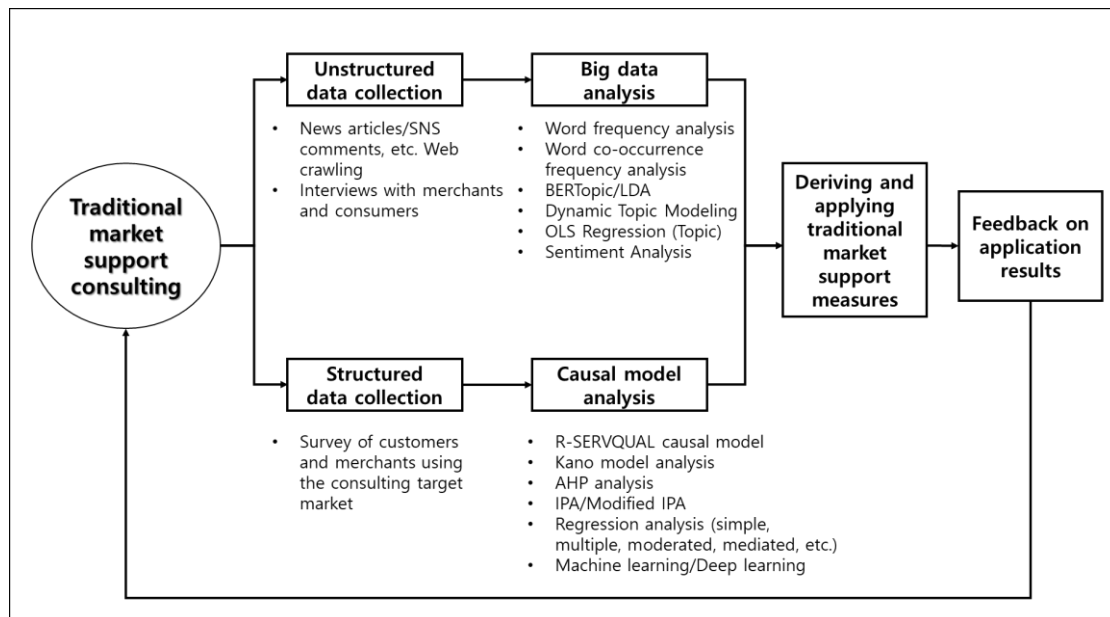 Traditional
market
support
consulting
Unstructured
data collection
• News articles/SNS
comments, etc. Web
crawling
• Interviews with merchants
and consumers
Big data
analysis
• Word frequency analysis
• Word co-occurrence
frequency analysis
• BERTopic/LDA
• Dynamic Topic Modeling
• OLS Regression (Topic)
• Sentiment Analysis
Structured
data collection
• Survey of customers
and merchants using
the consulting target
market
Causal model
analysis
• R-SERVQUAL causal model
• Kano model analysis
• AHP analysis
• IPA/Modified IPA
• Regression analysis (simple,
multiple, moderated, mediated, etc.)
• Machine learning/Deep learning
Deriving and
applying
traditional
market
support
measures
Feedback on
application
results